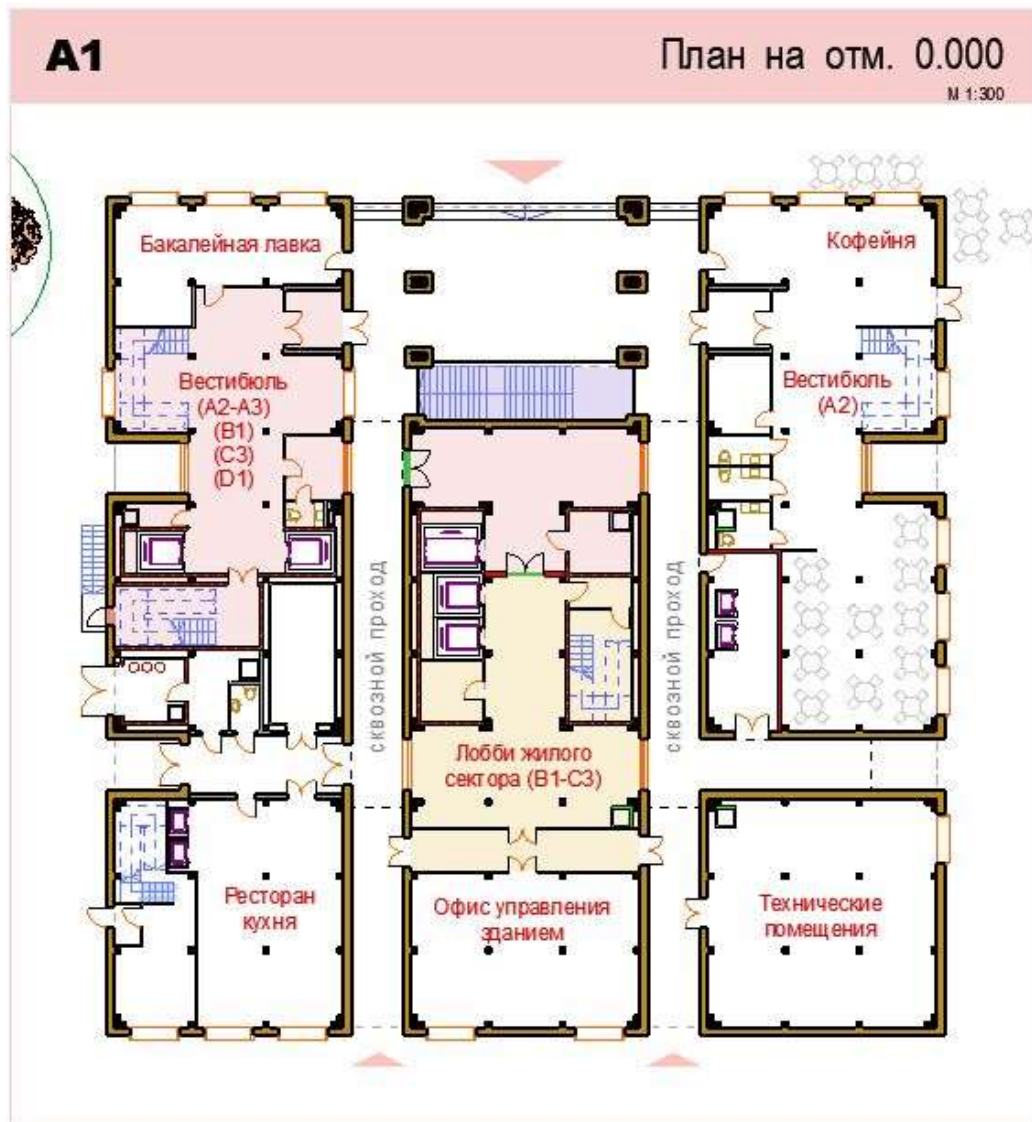 A1
План на отм. 0.000
М 1:300
Бакалейная лавка
Кофейня
Вестибюль
(А2-А3)
(В1)
(С3)
(D1)
Вестибюль
(А2)
сквозной проход
сквозной проход
Лобби жилого
сектора (В1-С3)
Ресторан
кухня
Офис управления
зданием
Технические
помещения